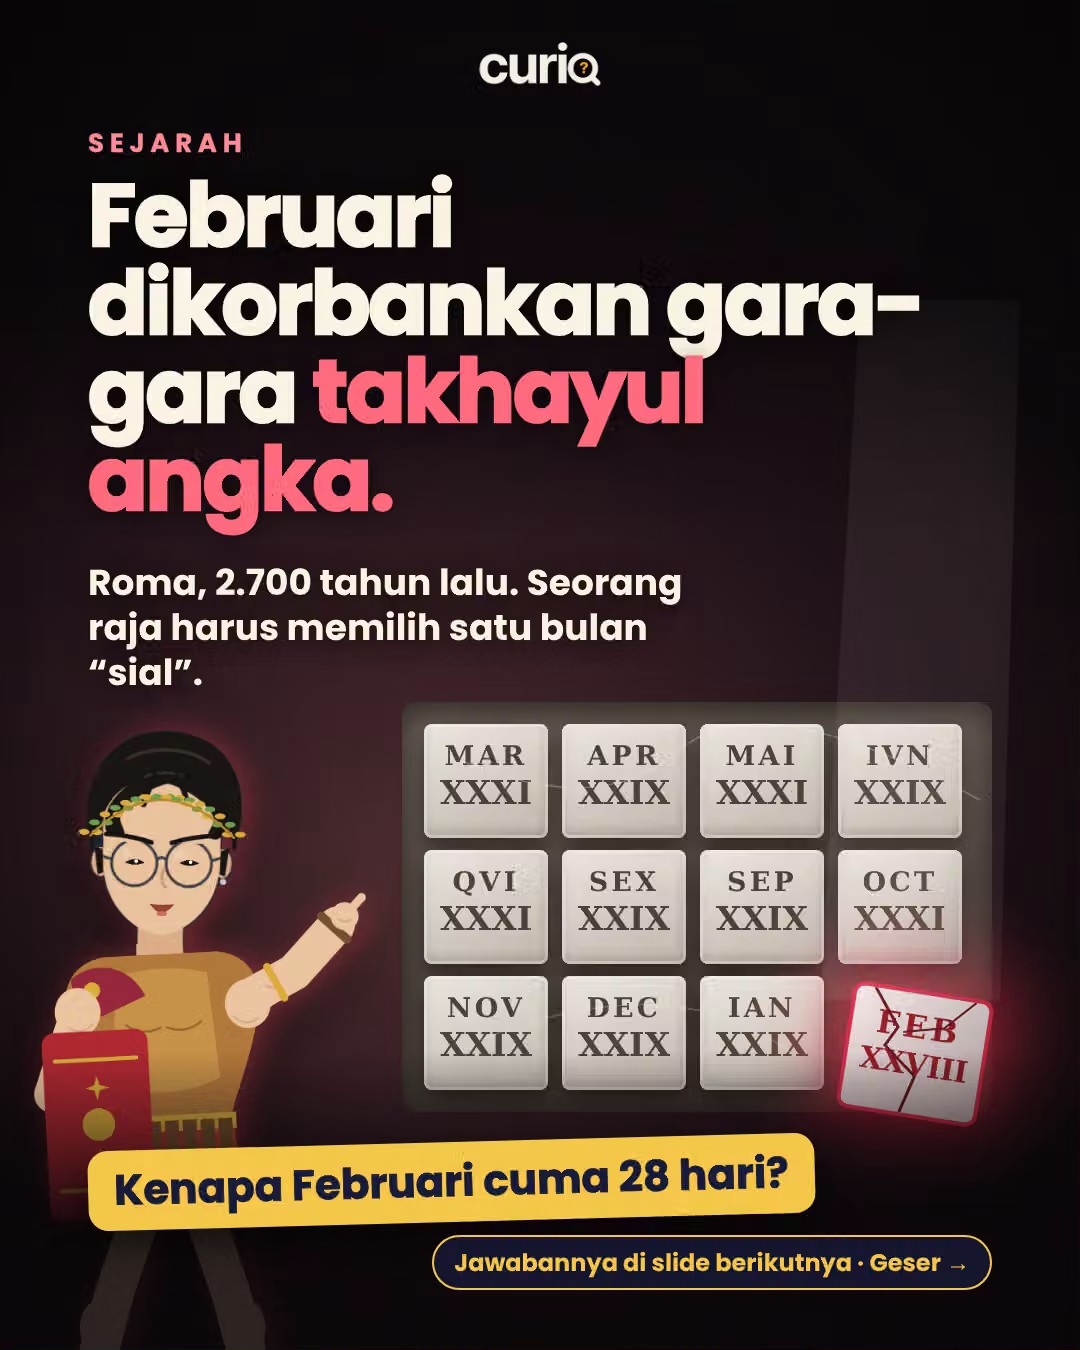 curiQ
SEJARAH
Februari
dikorbankan gara-
gara takhayul
angka.
Roma, 2.700 tahun lalu. Seorang
raja harus memilih satu bulan
“sial”.
MAR APR MAI IVN
XXXI XXIX XXXI XXIX
QVI SEX SEP OCT
XXXI XXIX XXIX XXXI
NOV DEC IAN FEB
XXIX XXIX XXIX XXVIII
Kenapa Februari cuma 28 hari?
Jawabannya di slide berikutnya · Geser →